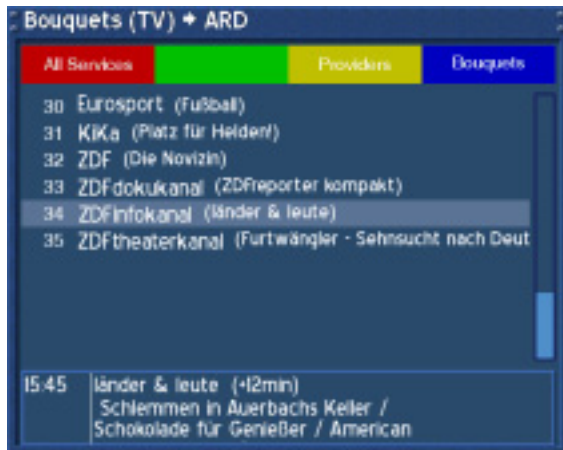 Bouquets (TV) → ARD
All Services Providers Bouquets
30 Eurosport (Fußball)
31 KiKa (Platz für Helden!)
32 ZDF (Die Novizin)
33 ZDFdokukanal (ZDFreporter kompakt)
34 ZDFinfokanal (länder & leute)
35 ZDFtheaterkanal (Furtwängler - Sehnsucht nach Deut
15:45 länder & leute (+12min)
Schlemmen in Auerbachs Keller /
Schokolade für Genießer / American